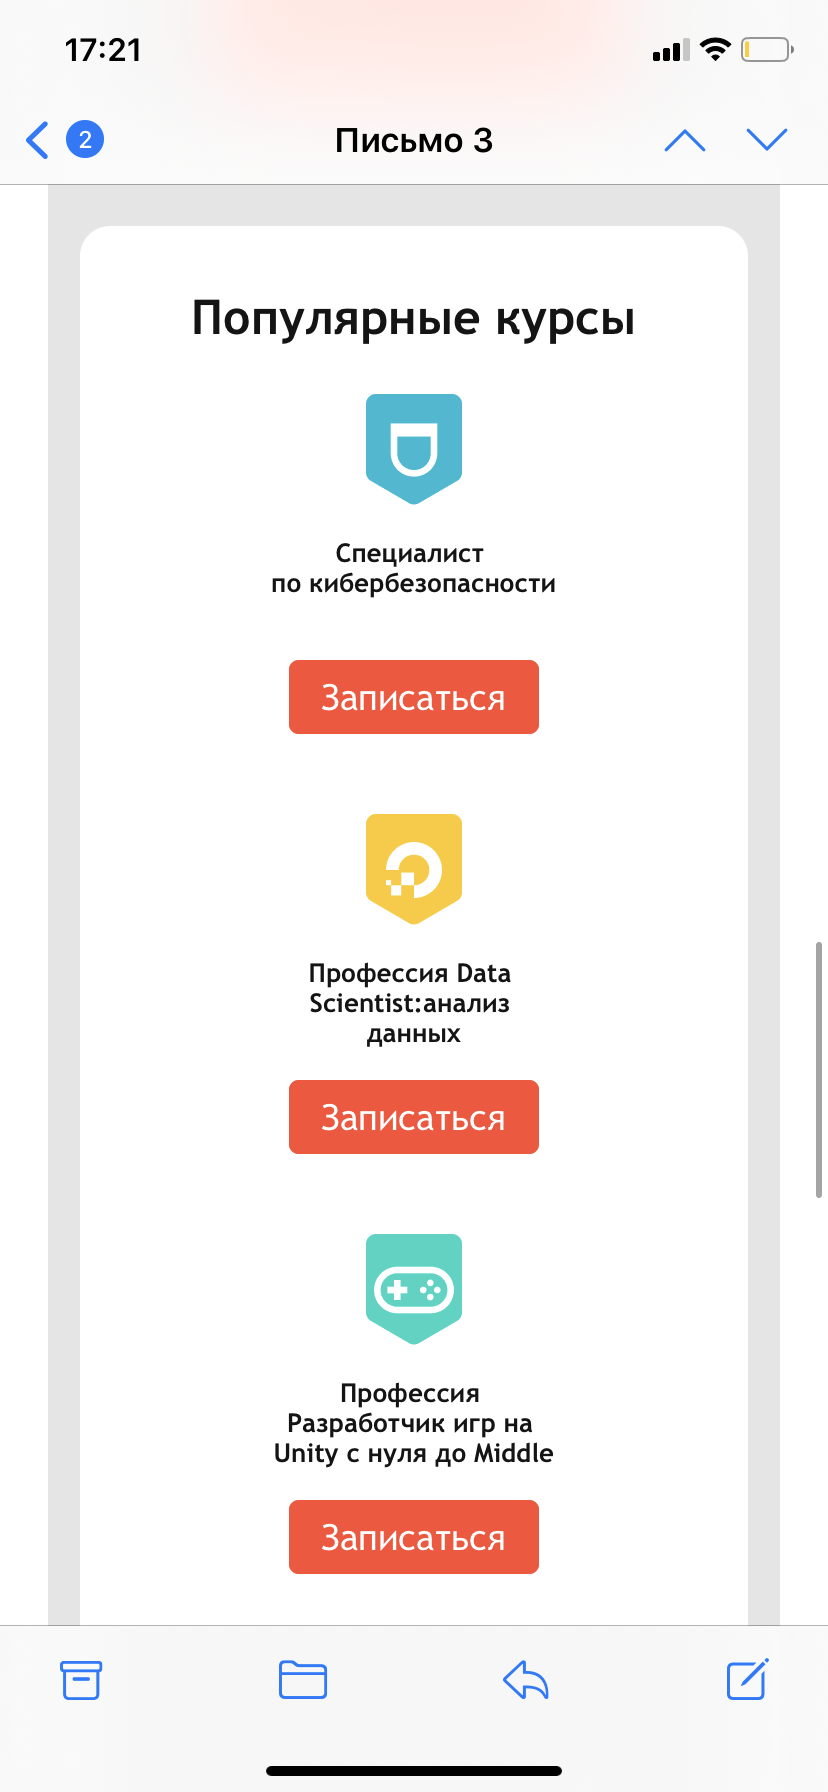 17:21
2
Письмо 3
Популярные курсы
Специалист
по кибербезопасности
Записаться
Профессия Data
Scientist:анализ
данных
Записаться
Профессия
Разработчик игр на
Unity с нуля до Middle
Записаться